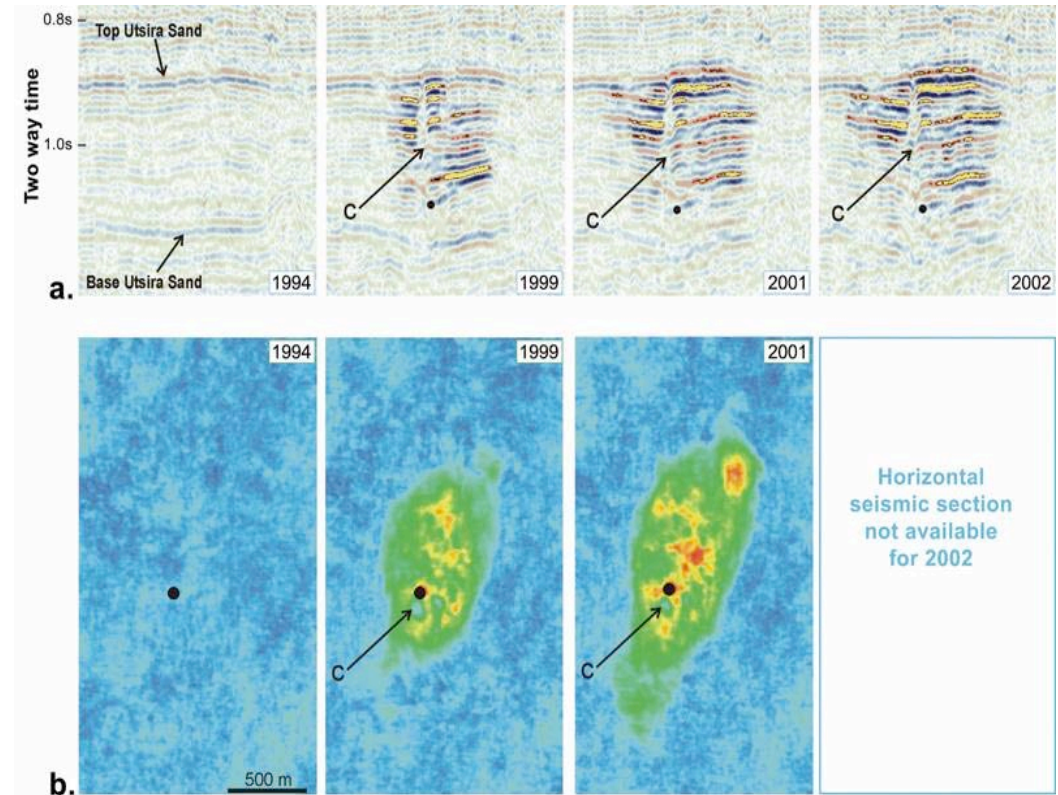 0.8s
Top Utsira Sand
Two way time
1.0s
C
C
C
Base Utsira Sand
a.
1994
1999
2001
2002
1994
1999
2001
Horizontal
seismic section
not available
for 2002
C
C
500 m
b.